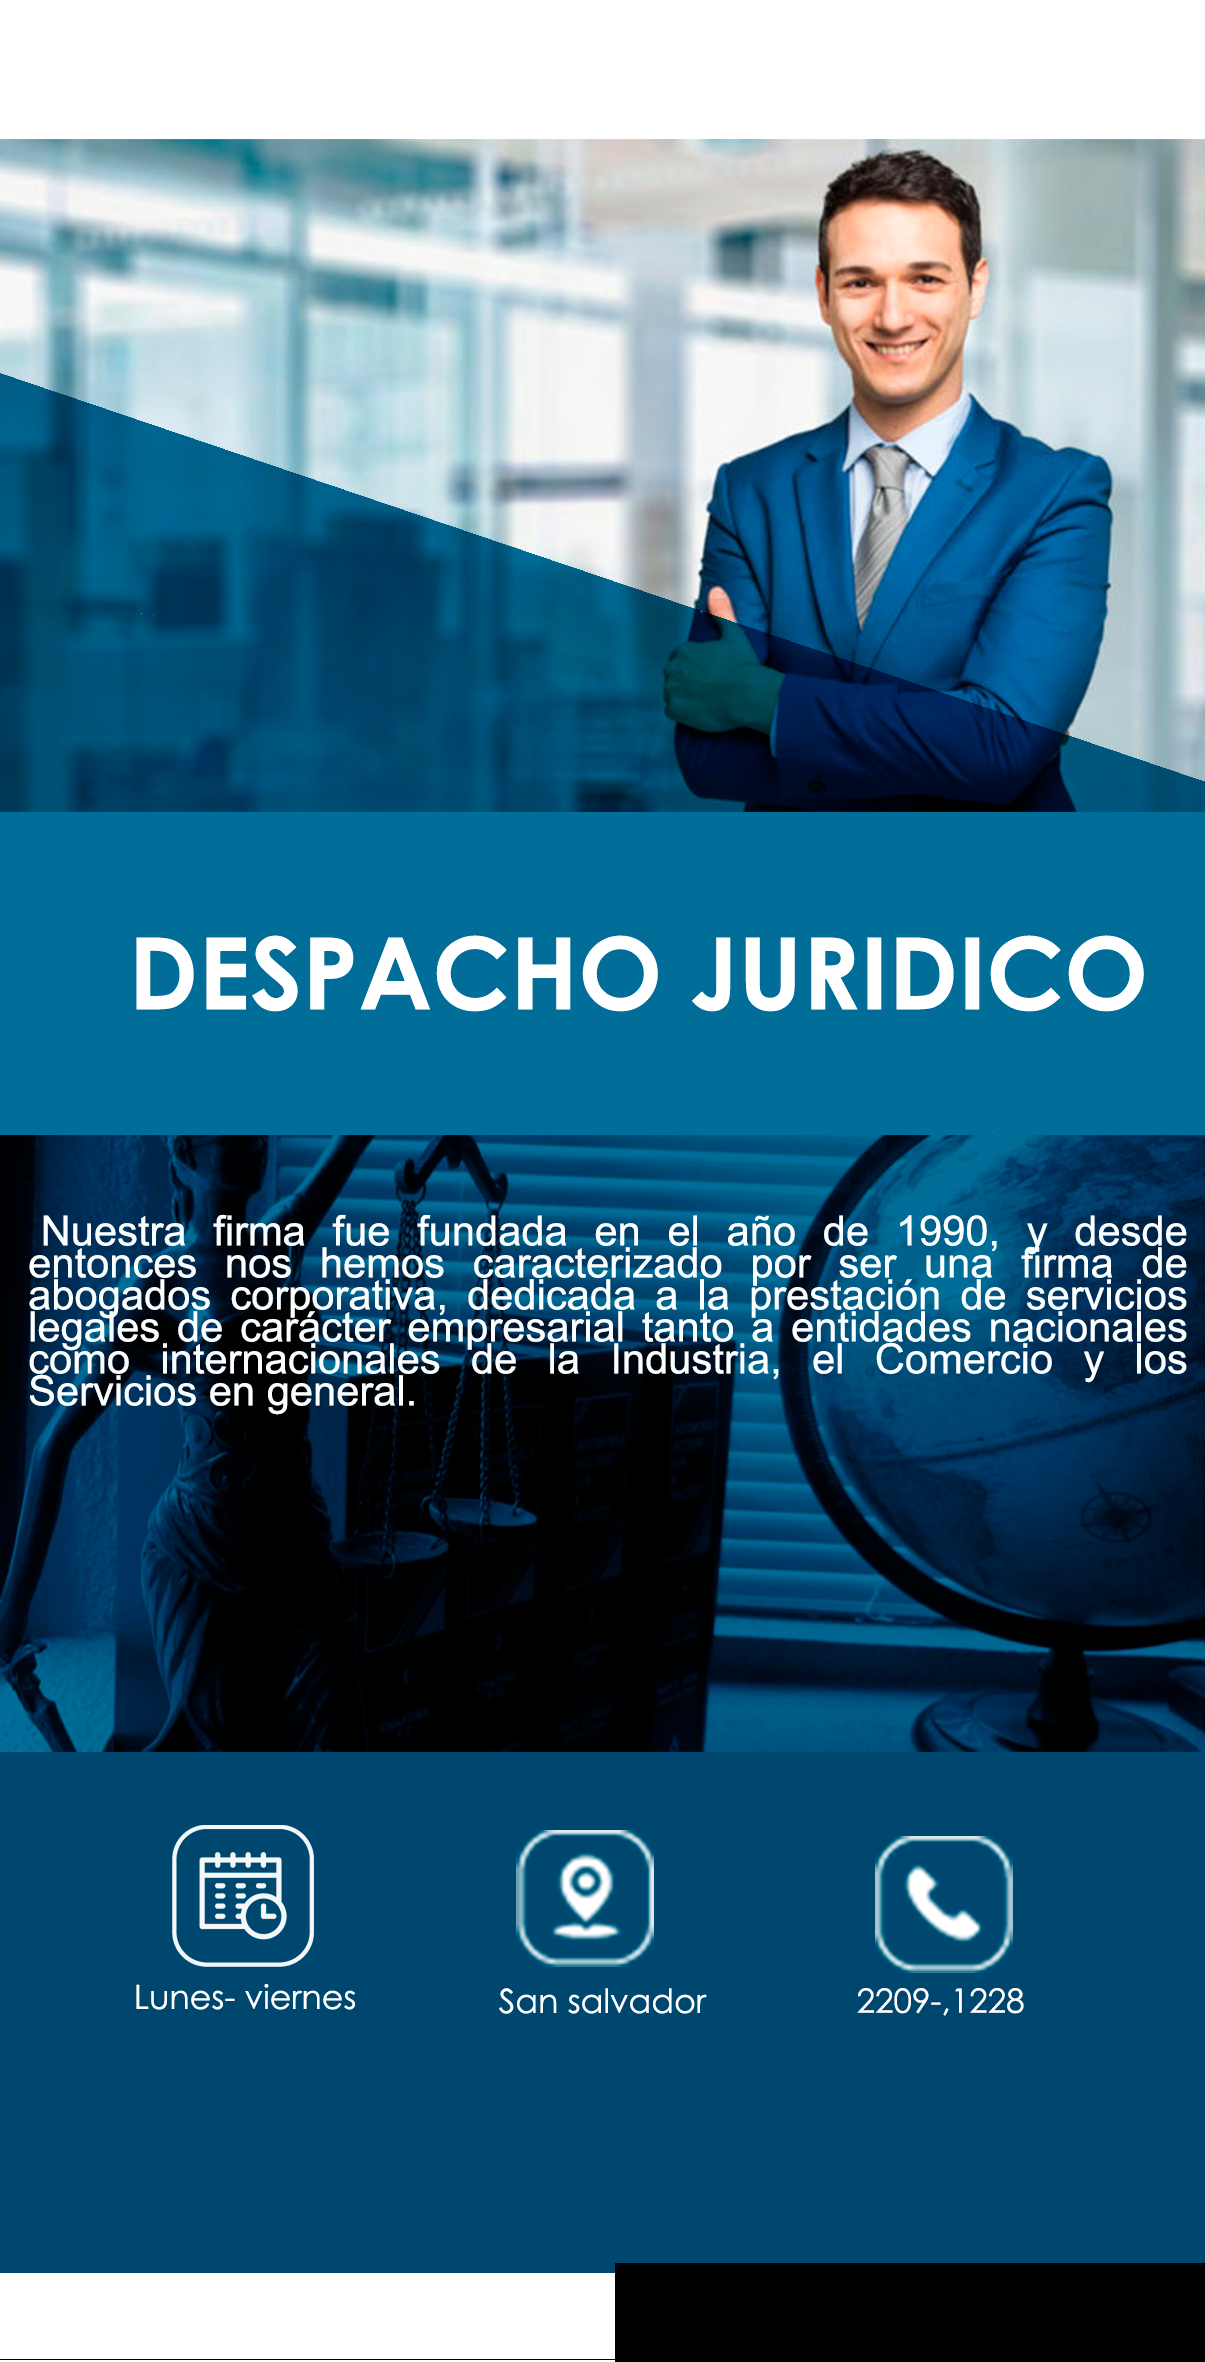 DESPACHO JURIDICO
Nuestra firma fue fundada en el año de 1990, y desde
entonces nos hemos caracterizado por ser una firma de
abogados corporativa, dedicada a la prestación de servicios
legales de carácter empresarial tanto a entidades nacionales
como internacionales de la Industria, el Comercio y los
Servicios en general.
Lunes- viernes
San salvador
2209-,1228